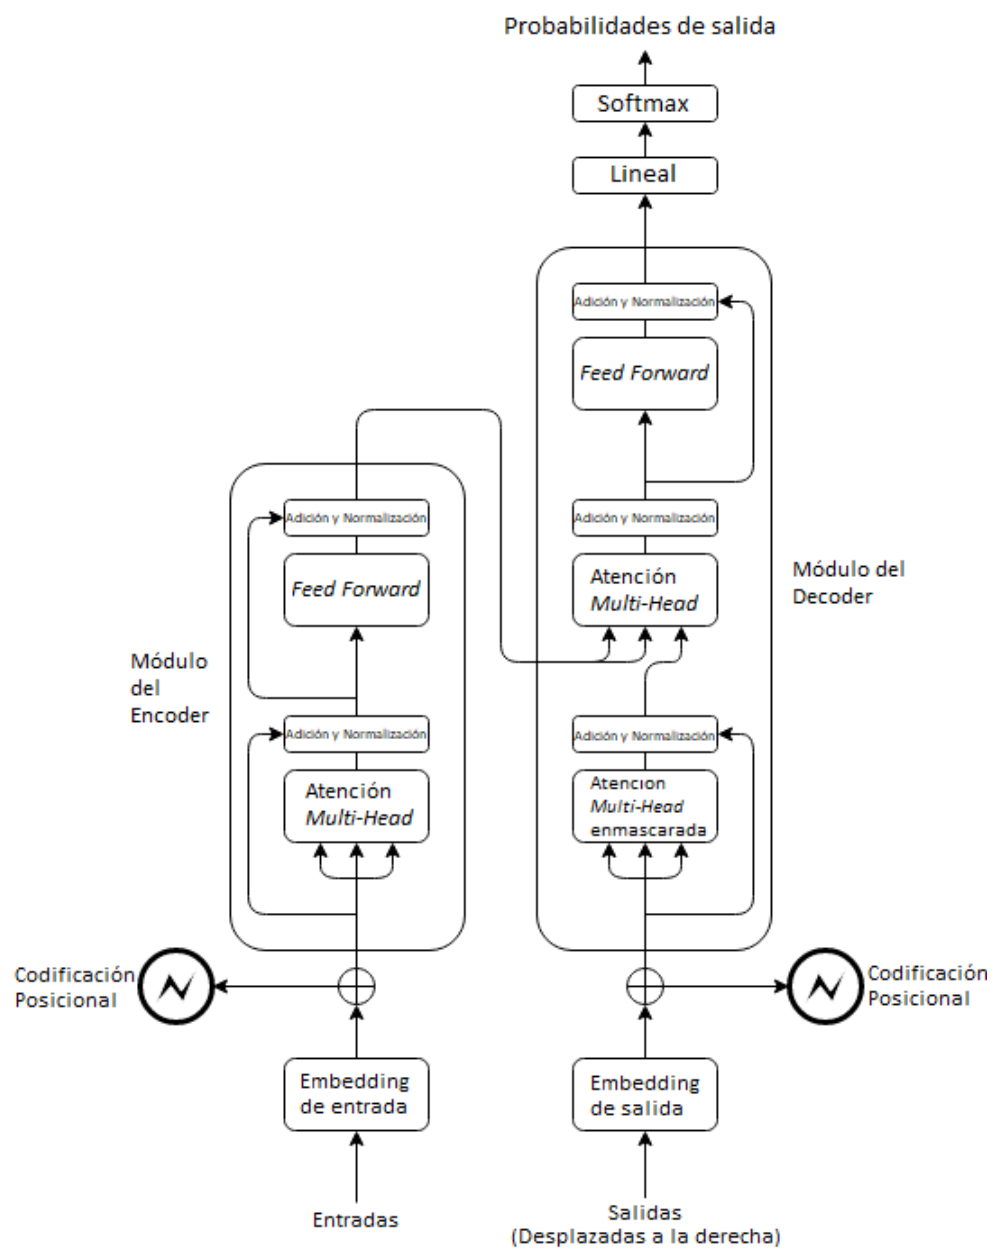 Probabilidades de salida
Softmax
Lineal
Adición y Normalización
Feed Forward
Adición y Normalización
Atención
Multi-Head
Módulo del
Decoder
Adición y Normalización
Atención
Multi-Head
enmascarada
Adición y Normalización
Feed Forward
Módulo
del
Encoder
Adición y Normalización
Atención
Multi-Head
Codificación
Posicional
Codificación
Posicional
Embedding
de entrada
Embedding
de salida
Entradas
Salidas
(Desplazadas a la derecha)